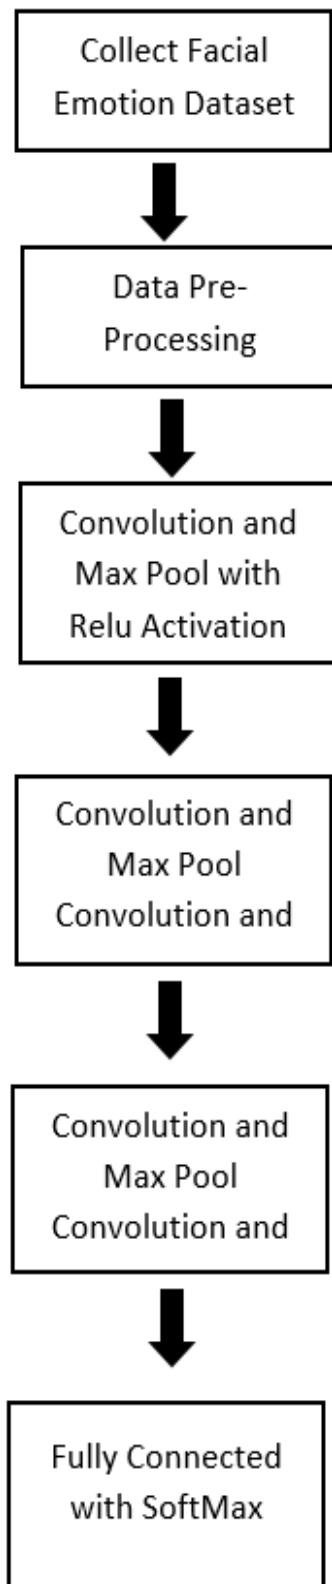 Collect Facial
Emotion Dataset
Data Pre-
Processing
Convolution and
Max Pool with
Relu Activation
Convolution and
Max Pool
Convolution and
Convolution and
Max Pool
Convolution and
Fully Connected
with SoftMax